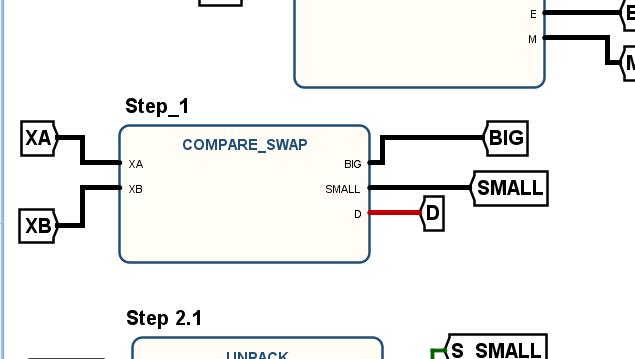 E
M
Step_1
XA
COMPARE_SWAP
BIG
XA
BIG
XB
SMALL
SMALL
D
D
XB
Step 2.1
UNPACK
S_SMALL